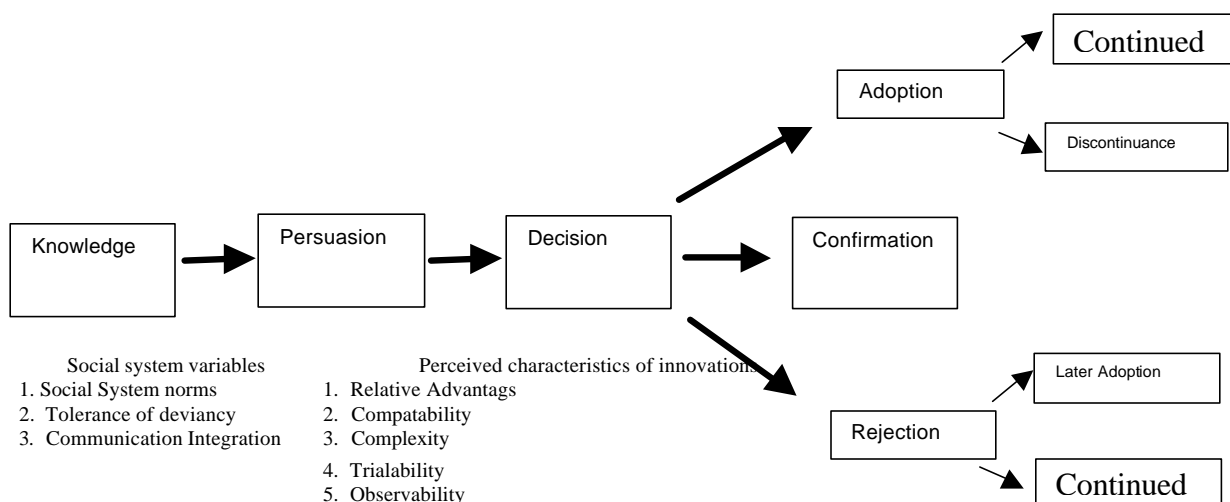 Continued
Adoption
Discontinuance
Knowledge
Persuasion
Decision
Confirmation
Social system variables
1. Social System norms
2. Tolerance of deviancy
3. Communication Integration
Perceived characteristics of innovations
1. Relative Advantags
2. Compatability
3. Complexity
4. Trialability
5. Observability
Later Adoption
Rejection
Continued